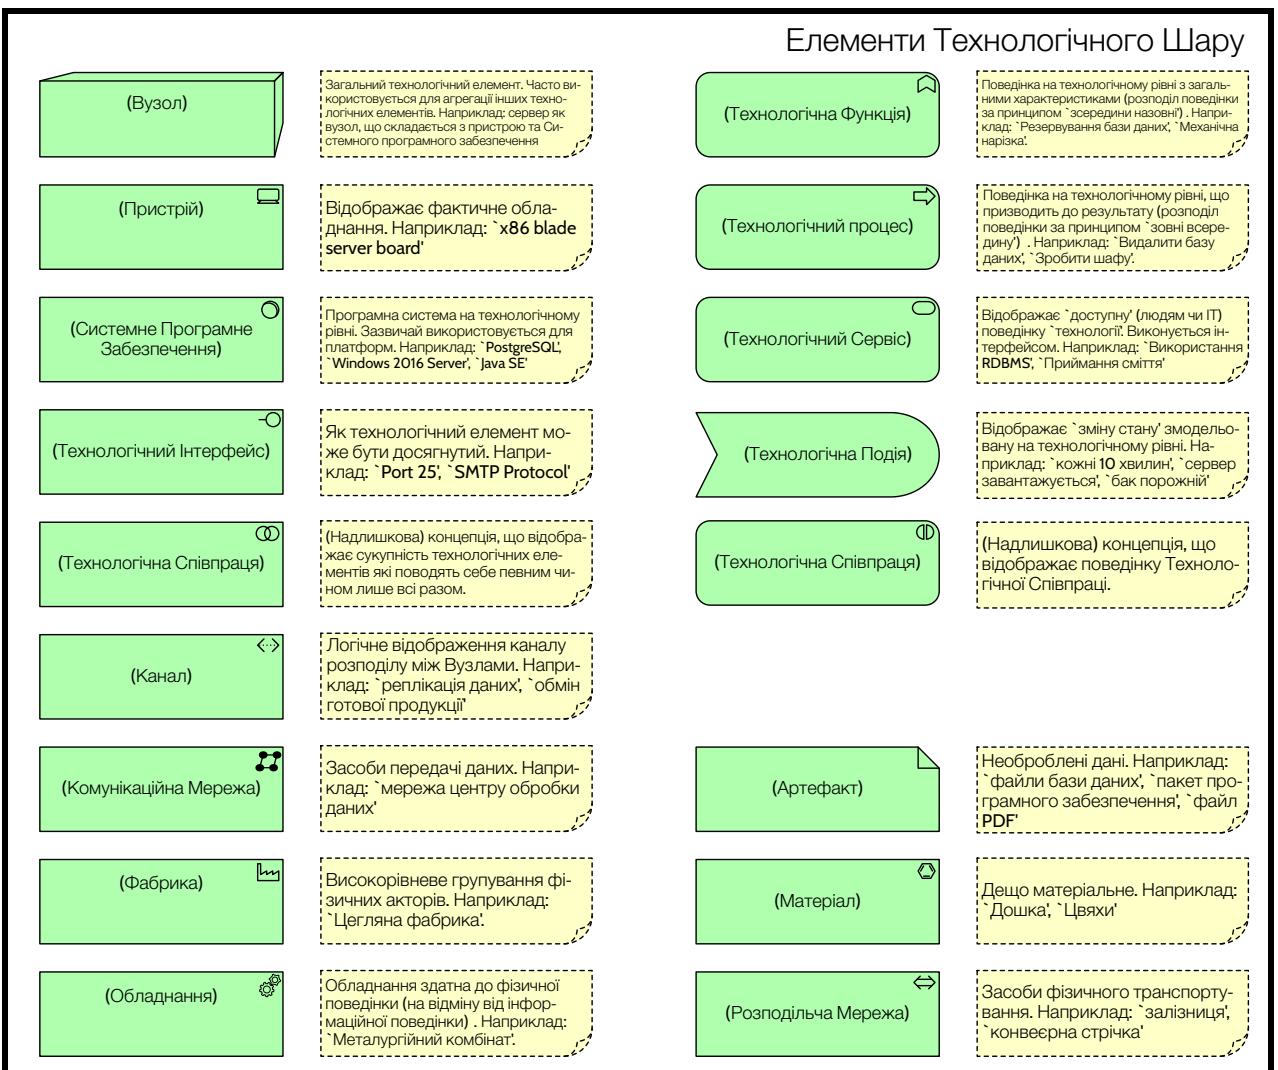 Елементи Технологічного Шару
(Вузол)
Загальний технологічний елемент. Часто ви-
користовується для агрегації інших техно-
логічних елементів. Наприклад: сервер як
вузол, що складається з пристрою та Си-
стемного програмного забезпечення
(Технологічна Функція)
Поведінка на технологічному рівні з загаль-
ними характеристиками (розподіл поведінки
за принципом `зсередини назовні') . Напри-
клад: `Резервування бази даних', `Механічна
нарізка'.
(Пристрій)
Відображає фактичне обла-
днання. Наприклад: `x86 blade
server board'
(Технологічний процес)
Поведінка на технологічному рівні, що
призводить до результату (розподіл
поведінки за принципом `зовні всере-
дину') . Наприклад: `Видалити базу
даних', `Зробити шафу'.
(Системне Програмне
Забезпечення)
Програмна система на технологічному
рівні. Зазвичай використовується для
платформ. Наприклад: `PostgreSQL',
`Windows 2016 Server', `Java SE'
(Технологічний Сервіс)
Відображає `доступну' (людям чи ІТ)
поведінку `технології'. Виконується ін-
терфейсом. Наприклад: `Використання
RDBMS', `Приймання сміття'
(Технологічний Інтерфейс)
Як технологічний елемент мо-
же бути досягнутий. Напри-
клад: `Port 25', `SMTP Protocol'
(Технологічна Подія)
Відображає `зміну стану' змодельо-
вану на технологічному рівні. На-
приклад: `кожні 10 хвилин', `сервер
завантажується', `бак порожній'
(Технологічна Співпраця)
(Надлишкова) концепція, що відобра-
жає сукупність технологічних еле-
ментів які поводять себе певним чи-
ном лише всі разом.
(Технологічна Співпраця)
(Надлишкова) концепція, що
відображає поведінку Техноло-
гічної Співпраці.
(Канал)
Логічне відображення каналу
розподілу між Вузлами. Напри-
клад: `реплікація даних', `обмін
готової продукції'
(Комунікаційна Мережа)
Засоби передачі даних. Напри-
клад: `мережа центру обробки
даних'
(Артефакт)
Необроблені дані. Наприклад:
`файли бази даних', `пакет про-
грамного забезпечення', `файл
PDF'
(Фабрика)
Високорівневе групування фі-
зичних акторів. Наприклад:
`Цегляна фабрика'.
(Матеріал)
Дещо матеріальне. Наприклад:
`Дошка', `Цвяхи'
(Обладнання)
Обладнання здатна до фізичної
поведінки (на відміну від інфор-
маційної поведінки) . Наприклад:
`Металургійний комбінат'.
(Розподільча Мережа)
Засоби фізичного транспорту-
вання. Наприклад: `залізниця',
`конвеєрна стрічка'